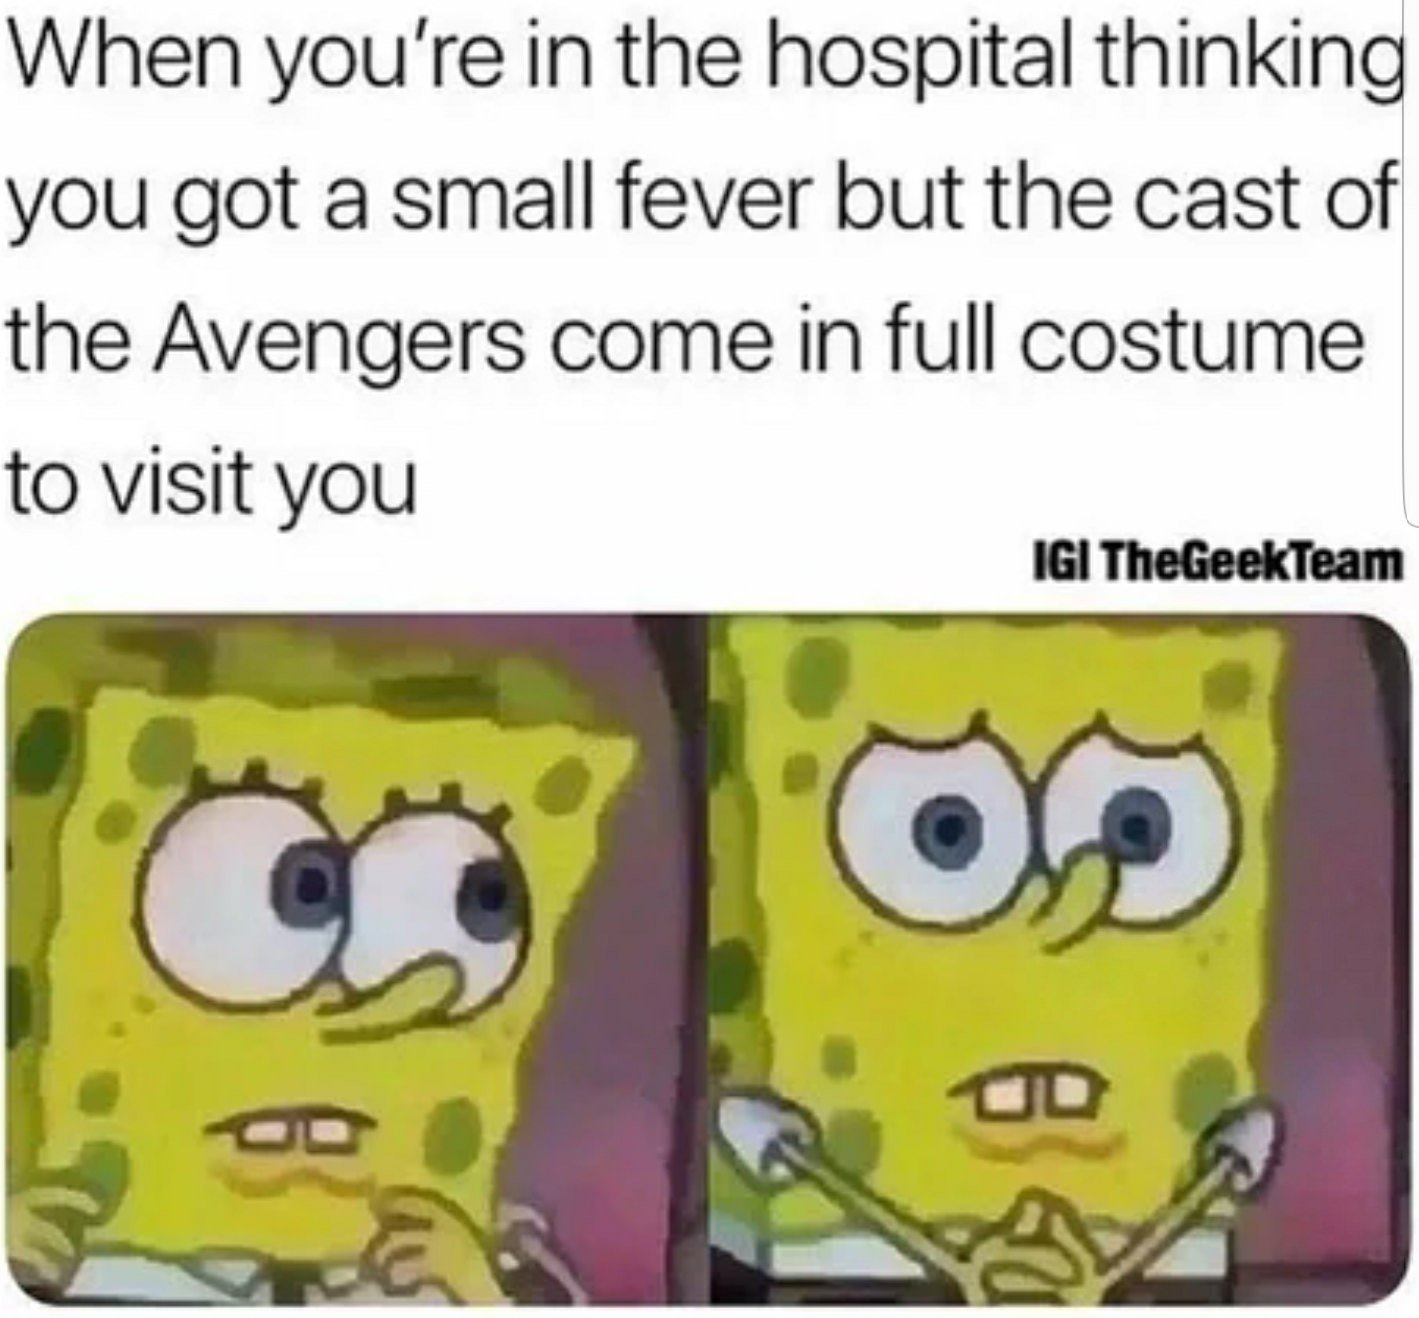 When you're in the hospital thinking
you got a small fever but the cast of
the Avengers come in full costume
to visit you
IG| TheGeekTeam